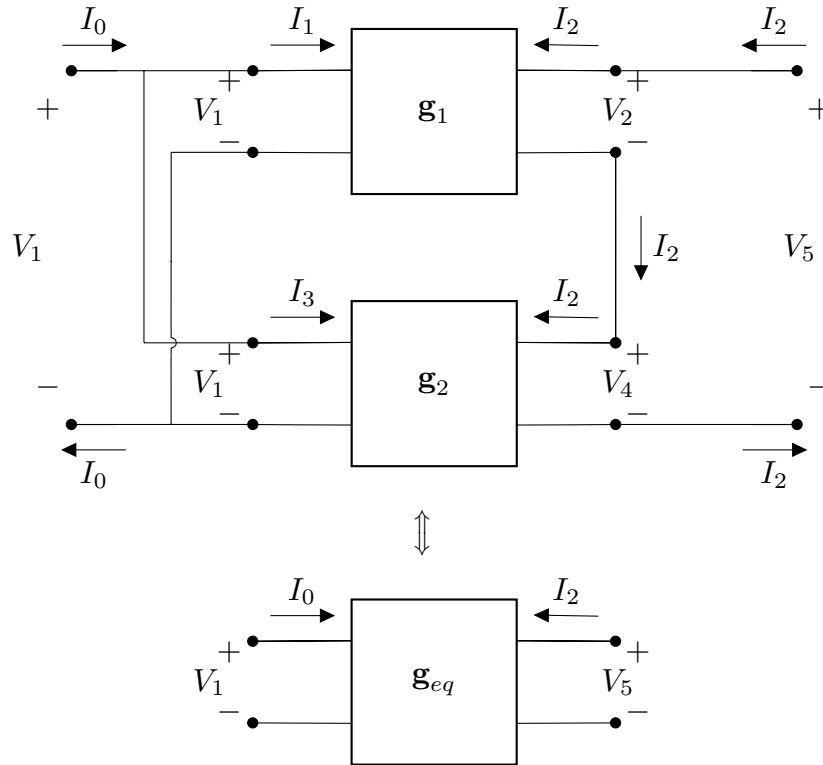 I₀ I₁ I₂ I₂
+ + + +
V₁ g₁ V₂
− −
V₁ I₂ V₅
I₃ I₂
+ +
− V₁ g₂ V₄ −
− −
I₀ I₂
⇕
I₀ I₂
+ +
V₁ g_eq V₅
− −